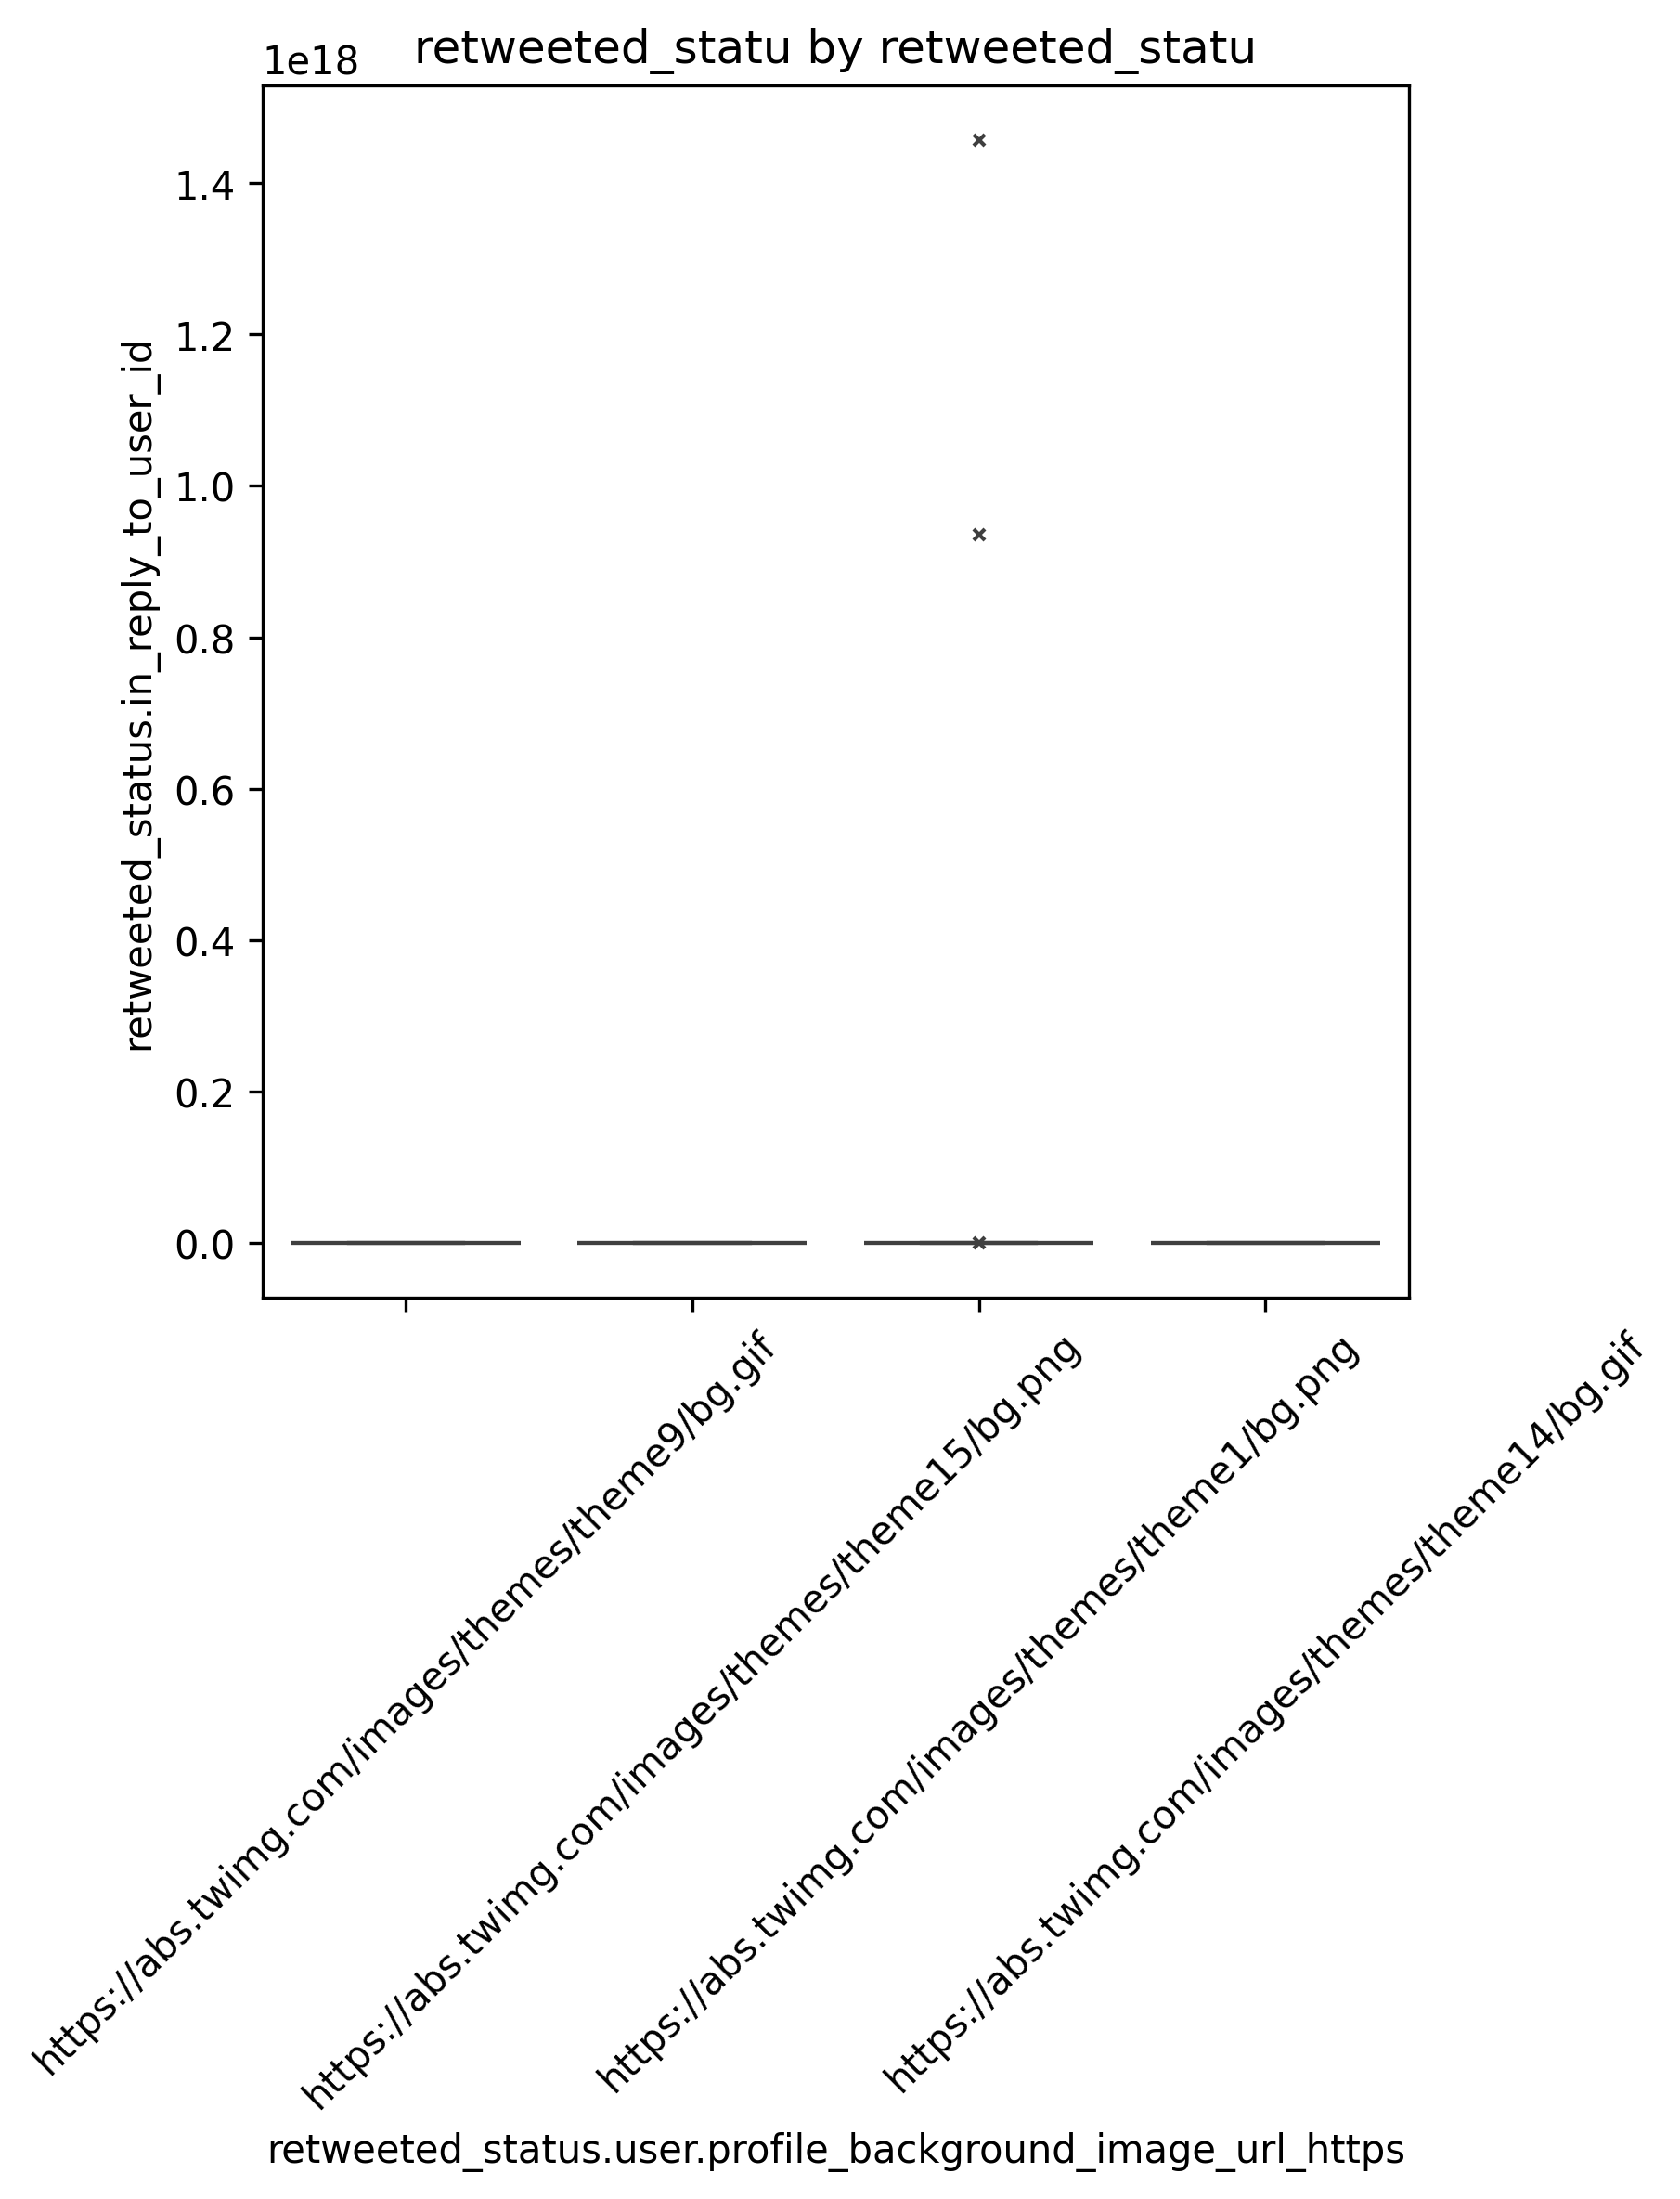 retweeted_statu by retweeted_statu
1e18
1.4
1.2
1.0
0.8
0.6
0.4
0.2
0.0
retweeted_status.in_reply_to_user_id
https://abs.twimg.com/images/themes/theme9/bg.gif
https://abs.twimg.com/images/themes/theme15/bg.png
https://abs.twimg.com/images/themes/theme1/bg.png
https://abs.twimg.com/images/themes/theme14/bg.gif
retweeted_status.user.profile_background_image_url_https